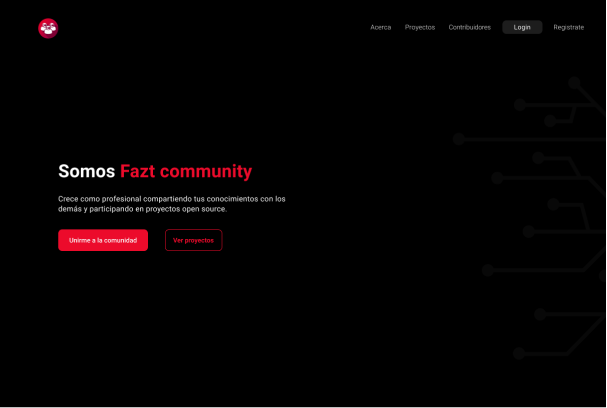 Acerca Proyectos Contribuidores Login Registrate
Somos Fazt community
Crece como profesional compartiendo tus conocimientos con los
demás y participando en proyectos open source.
Unirme a la comunidad Ver proyectos